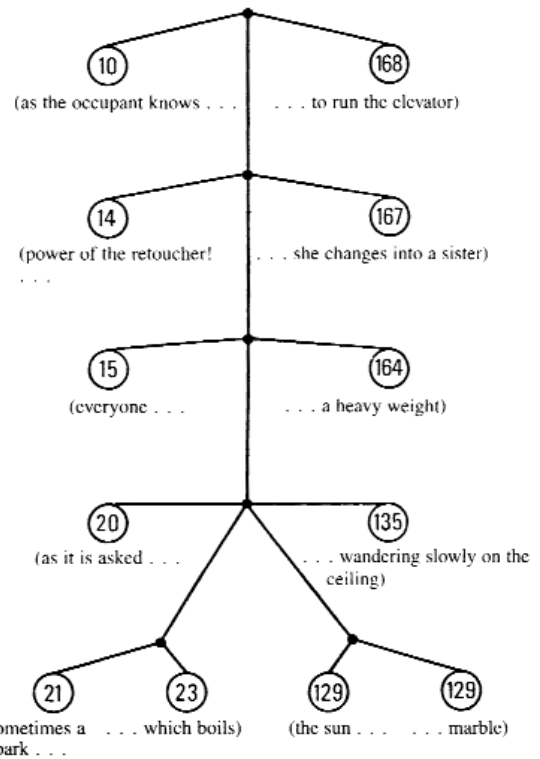 10 168
(as the occupant knows . . . . . . to run the elevator)
14 167
(power of the retoucher! . . . she changes into a sister)
. . .
15 164
(everyone . . . . . . a heavy weight)
20 135
(as it is asked . . . . . . wandering slowly on the
ceiling)
21 23 129 129
ometimes a . . . which boils) (the sun . . . . . . marble)
park . . .